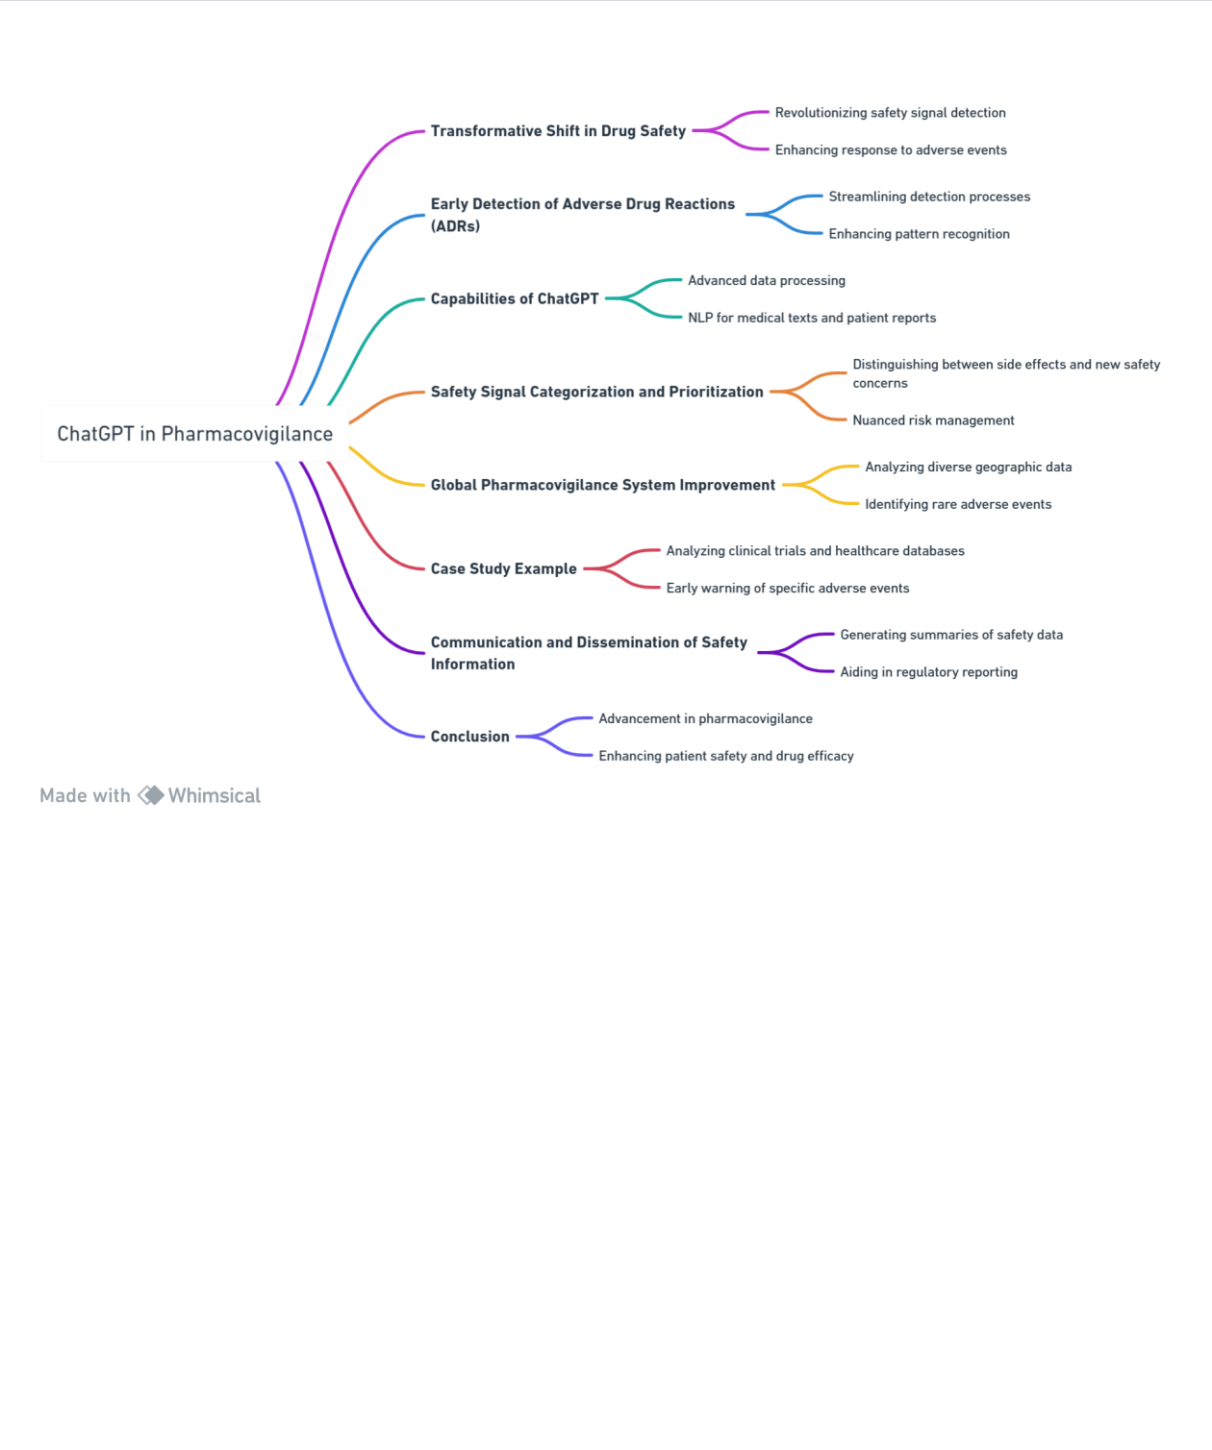 Revolutionizing safety signal detection
Transformative Shift in Drug Safety
Enhancing response to adverse events
Early Detection of Adverse Drug Reactions
(ADRs)
Streamlining detection processes
Enhancing pattern recognition
Advanced data processing
Capabilities of ChatGPT
NLP for medical texts and patient reports
Distinguishing between side effects and new safety
concerns
Safety Signal Categorization and Prioritization
Nuanced risk management
ChatGPT in Pharmacovigilance
Analyzing diverse geographic data
Global Pharmacovigilance System Improvement
Identifying rare adverse events
Analyzing clinical trials and healthcare databases
Case Study Example
Early warning of specific adverse events
Communication and Dissemination of Safety
Information
Generating summaries of safety data
Aiding in regulatory reporting
Advancement in pharmacovigilance
Conclusion
Enhancing patient safety and drug efficacy
Made with Whimsical